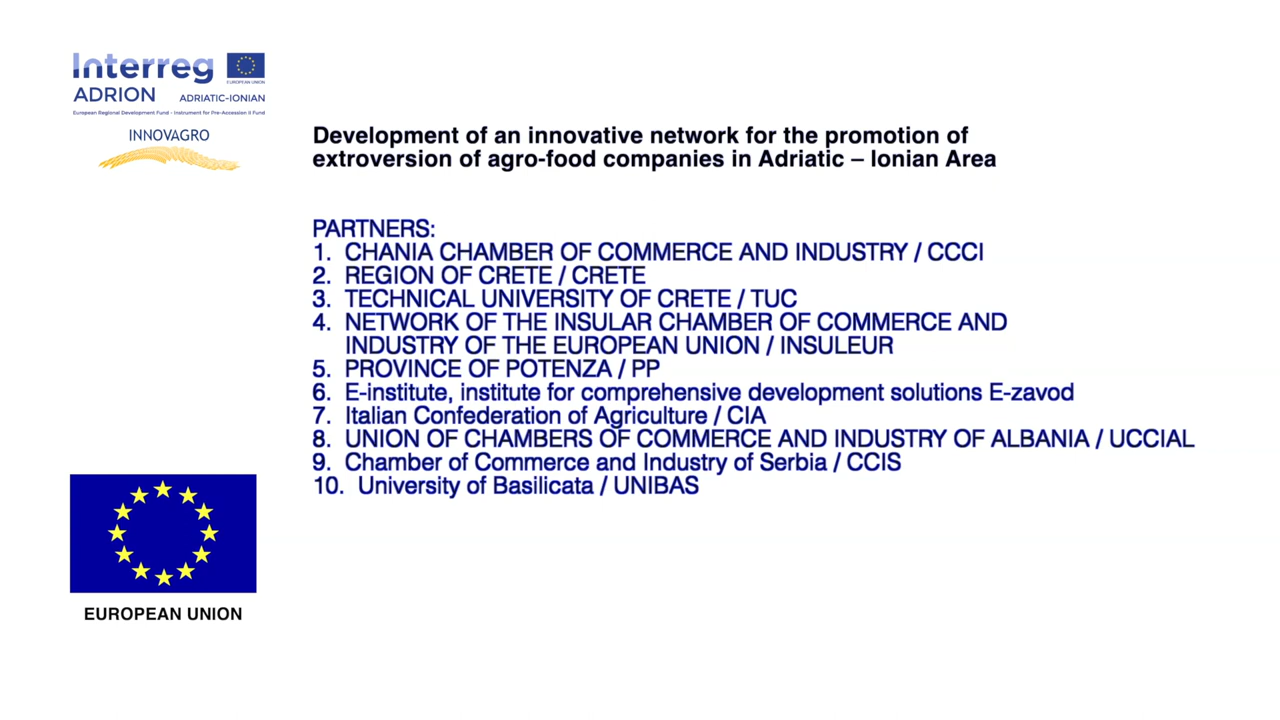 Interreg
EUROPEAN UNION
ADRION ADRIATIC-IONIAN
European Regional Development Fund - Instrument for Pre-Accession II Fund
INNOVAGRO
Development of an innovative network for the promotion of
extroversion of agro-food companies in Adriatic – Ionian Area
PARTNERS:
1. CHANIA CHAMBER OF COMMERCE AND INDUSTRY / CCCI
2. REGION OF CRETE / CRETE
3. TECHNICAL UNIVERSITY OF CRETE / TUC
4. NETWORK OF THE INSULAR CHAMBER OF COMMERCE AND
INDUSTRY OF THE EUROPEAN UNION / INSULEUR
5. PROVINCE OF POTENZA / PP
6. E-institute, institute for comprehensive development solutions E-zavod
7. Italian Confederation of Agriculture / CIA
8. UNION OF CHAMBERS OF COMMERCE AND INDUSTRY OF ALBANIA / UCCIAL
9. Chamber of Commerce and Industry of Serbia / CCIS
10. University of Basilicata / UNIBAS
EUROPEAN UNION